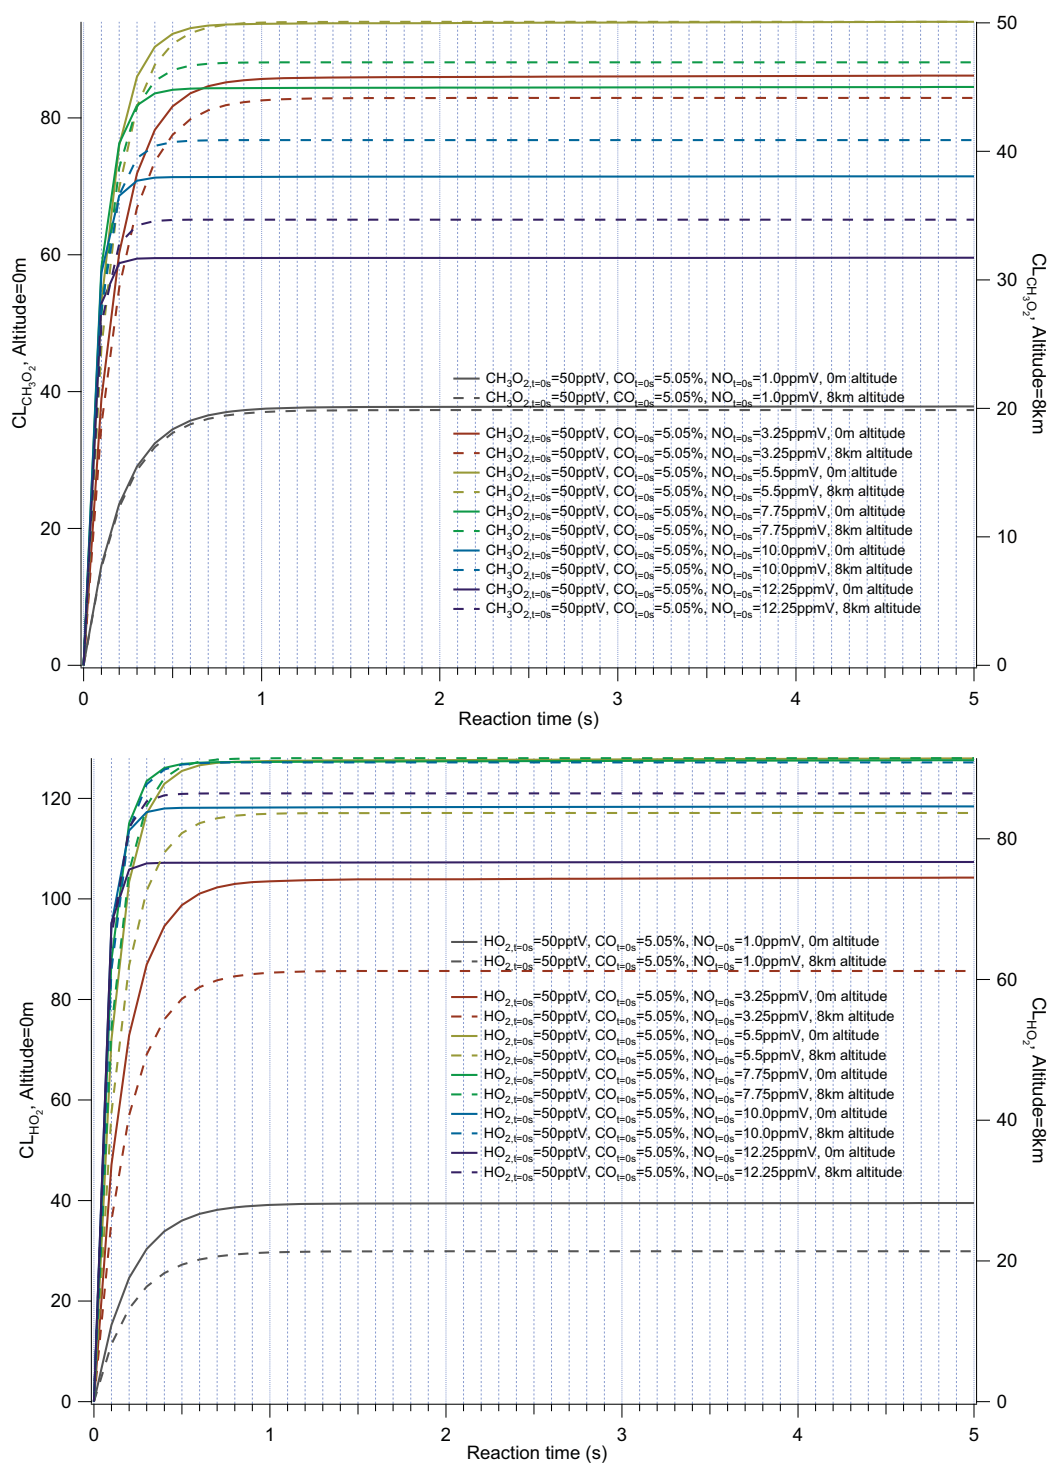 50
80
40
60
CL_CH3O2, Altitude=0m
30
CL_CH3O2, Altitude=8km
CH3O2,t=0s=50pptV, COt=0s=5.05%, NOt=0s=1.0ppmV, 0m altitude
CH3O2,t=0s=50pptV, COt=0s=5.05%, NOt=0s=1.0ppmV, 8km altitude
40
20
CH3O2,t=0s=50pptV, COt=0s=5.05%, NOt=0s=3.25ppmV, 0m altitude
CH3O2,t=0s=50pptV, COt=0s=5.05%, NOt=0s=3.25ppmV, 8km altitude
CH3O2,t=0s=50pptV, COt=0s=5.05%, NOt=0s=5.5ppmV, 0m altitude
CH3O2,t=0s=50pptV, COt=0s=5.05%, NOt=0s=5.5ppmV, 8km altitude
CH3O2,t=0s=50pptV, COt=0s=5.05%, NOt=0s=7.75ppmV, 0m altitude
CH3O2,t=0s=50pptV, COt=0s=5.05%, NOt=0s=7.75ppmV, 8km altitude
CH3O2,t=0s=50pptV, COt=0s=5.05%, NOt=0s=10.0ppmV, 0m altitude
CH3O2,t=0s=50pptV, COt=0s=5.05%, NOt=0s=10.0ppmV, 8km altitude
CH3O2,t=0s=50pptV, COt=0s=5.05%, NOt=0s=12.25ppmV, 0m altitude
CH3O2,t=0s=50pptV, COt=0s=5.05%, NOt=0s=12.25ppmV, 8km altitude
20
10
0
0
0 1 2 3 4 5
Reaction time (s)
120
80
100
CL_HO2, Altitude=0m
HO2,t=0s=50pptV, COt=0s=5.05%, NOt=0s=1.0ppmV, 0m altitude
HO2,t=0s=50pptV, COt=0s=5.05%, NOt=0s=1.0ppmV, 8km altitude
60
CL_HO2, Altitude=8km
80
HO2,t=0s=50pptV, COt=0s=5.05%, NOt=0s=3.25ppmV, 0m altitude
HO2,t=0s=50pptV, COt=0s=5.05%, NOt=0s=3.25ppmV, 8km altitude
HO2,t=0s=50pptV, COt=0s=5.05%, NOt=0s=5.5ppmV, 0m altitude
HO2,t=0s=50pptV, COt=0s=5.05%, NOt=0s=5.5ppmV, 8km altitude
HO2,t=0s=50pptV, COt=0s=5.05%, NOt=0s=7.75ppmV, 0m altitude
HO2,t=0s=50pptV, COt=0s=5.05%, NOt=0s=7.75ppmV, 8km altitude
HO2,t=0s=50pptV, COt=0s=5.05%, NOt=0s=10.0ppmV, 0m altitude
HO2,t=0s=50pptV, COt=0s=5.05%, NOt=0s=10.0ppmV, 8km altitude
HO2,t=0s=50pptV, COt=0s=5.05%, NOt=0s=12.25ppmV, 0m altitude
HO2,t=0s=50pptV, COt=0s=5.05%, NOt=0s=12.25ppmV, 8km altitude
60
40
40
20
20
0
0
0 1 2 3 4 5
Reaction time (s)